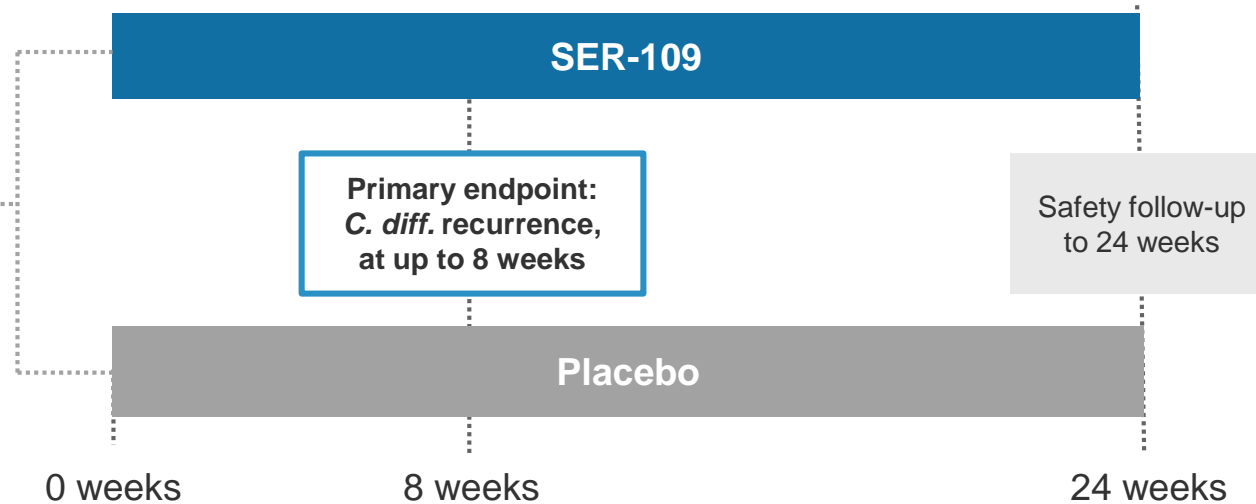 SER-109
Primary endpoint:
C. diff. recurrence,
at up to 8 weeks
Safety follow-up
to 24 weeks
Placebo
0 weeks
8 weeks
24 weeks